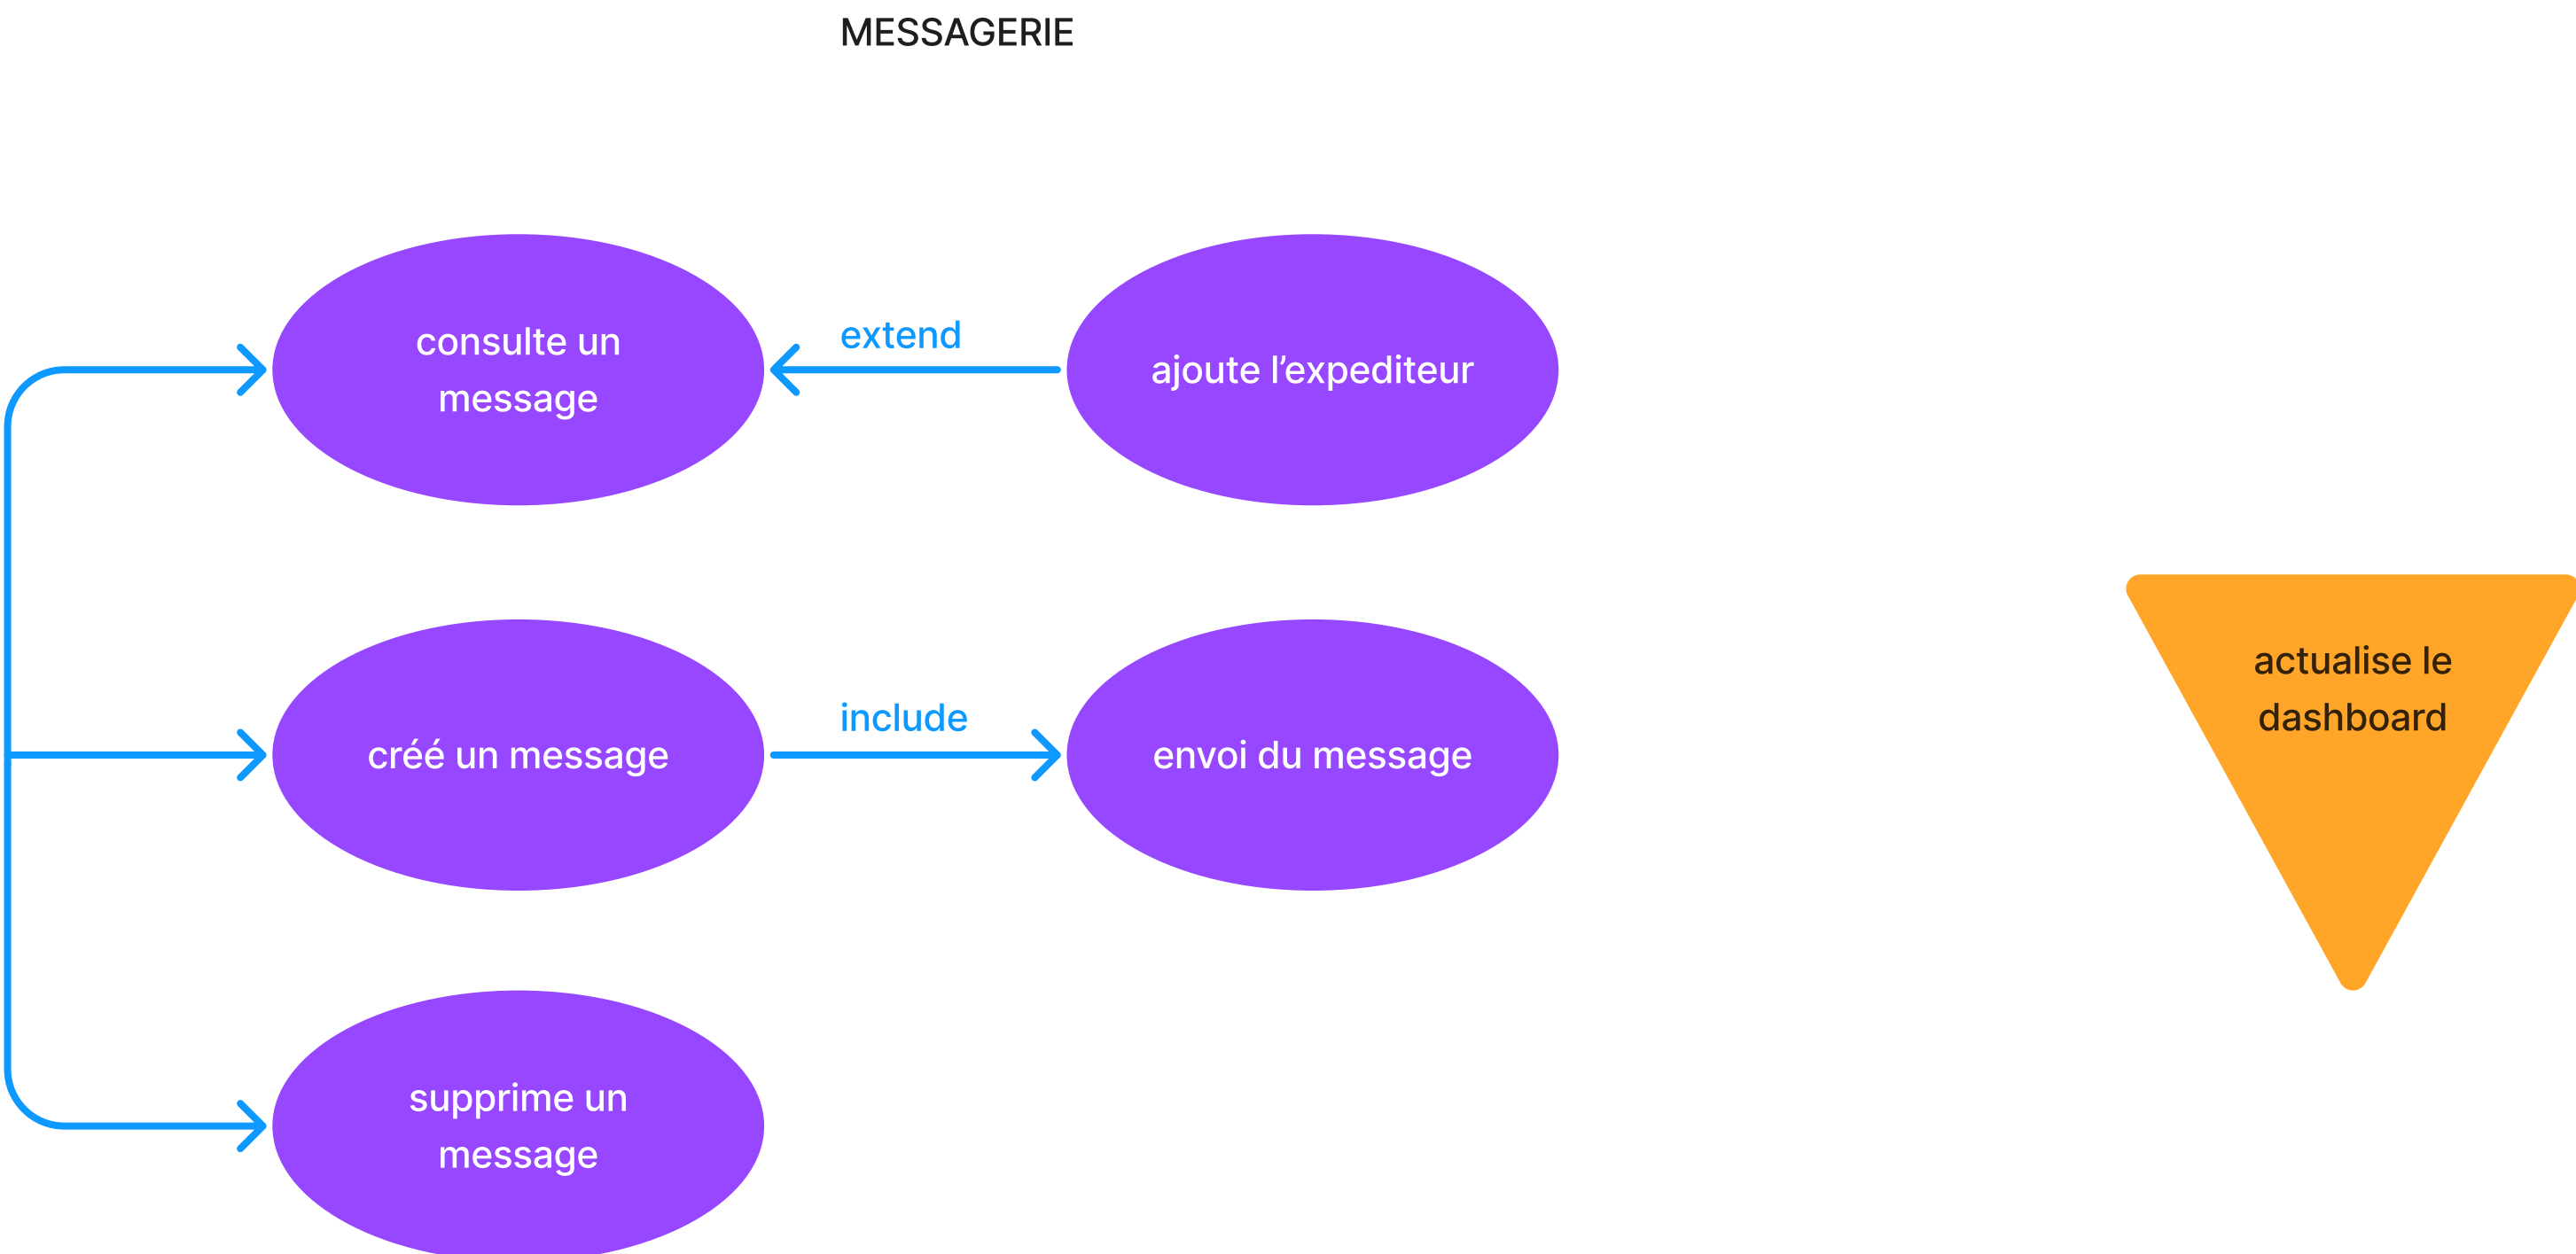 MESSAGERIE
consulte un
message
extend
ajoute l’expediteur
créé un message
include
envoi du message
actualise le
dashboard
supprime un
message